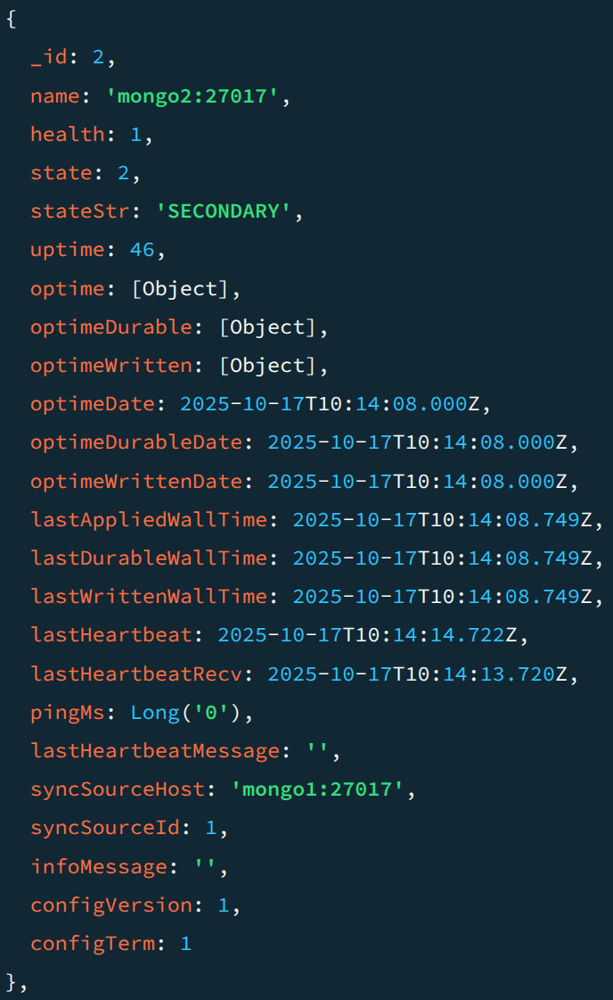 {
  _id: 2,
  name: 'mongo2:27017',
  health: 1,
  state: 2,
  stateStr: 'SECONDARY',
  uptime: 46,
  optime: [Object],
  optimeDurable: [Object],
  optimeWritten: [Object],
  optimeDate: 2025-10-17T10:14:08.000Z,
  optimeDurableDate: 2025-10-17T10:14:08.000Z,
  optimeWrittenDate: 2025-10-17T10:14:08.000Z,
  lastAppliedWallTime: 2025-10-17T10:14:08.749Z,
  lastDurableWallTime: 2025-10-17T10:14:08.749Z,
  lastWrittenWallTime: 2025-10-17T10:14:08.749Z,
  lastHeartbeat: 2025-10-17T10:14:14.722Z,
  lastHeartbeatRecv: 2025-10-17T10:14:13.720Z,
  pingMs: Long('0'),
  lastHeartbeatMessage: '',
  syncSourceHost: 'mongo1:27017',
  syncSourceId: 1,
  infoMessage: '',
  configVersion: 1,
  configTerm: 1
},